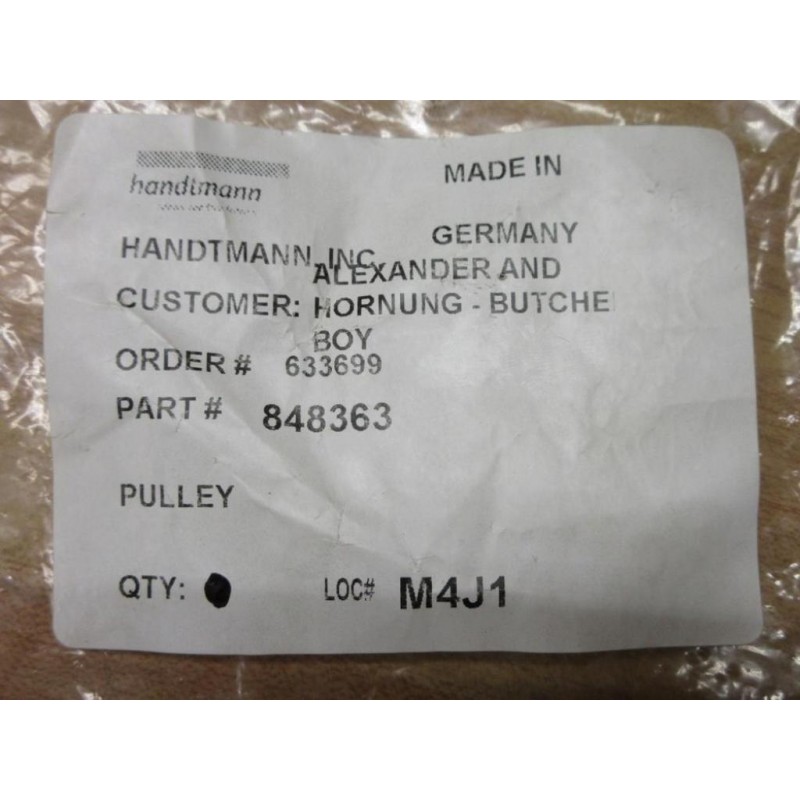 handtmann
MADE IN
GERMANY
HANDTMANN, INC.
ALEXANDER AND
CUSTOMER: HORNUNG - BUTCHE
BOY
ORDER # 633699
PART # 848363
PULLEY
QTY:
LOC# M4J1